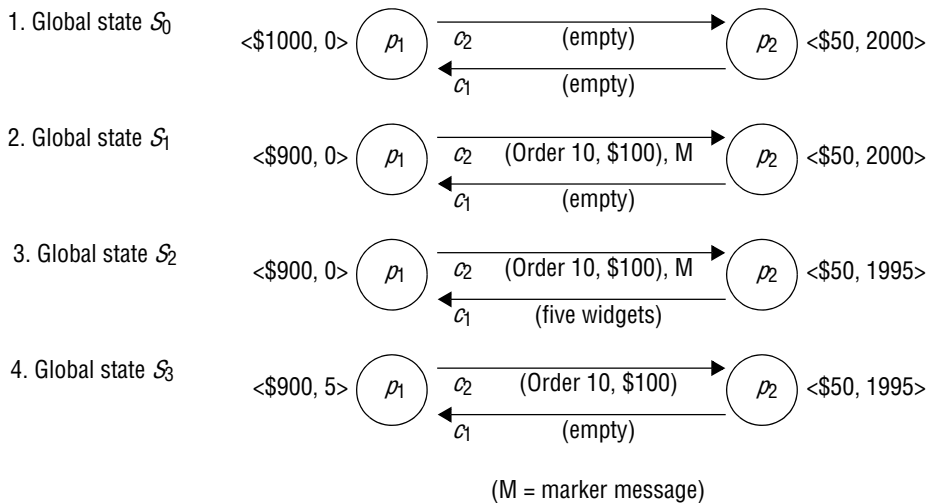 1. Global state S0
<$1000, 0> p1 c2 (empty) p2 <$50, 2000>
c1 (empty)
2. Global state S1
<$900, 0> p1 c2 (Order 10, $100), M p2 <$50, 2000>
c1 (empty)
3. Global state S2
<$900, 0> p1 c2 (Order 10, $100), M p2 <$50, 1995>
c1 (five widgets)
4. Global state S3
<$900, 5> p1 c2 (Order 10, $100) p2 <$50, 1995>
c1 (empty)
(M = marker message)